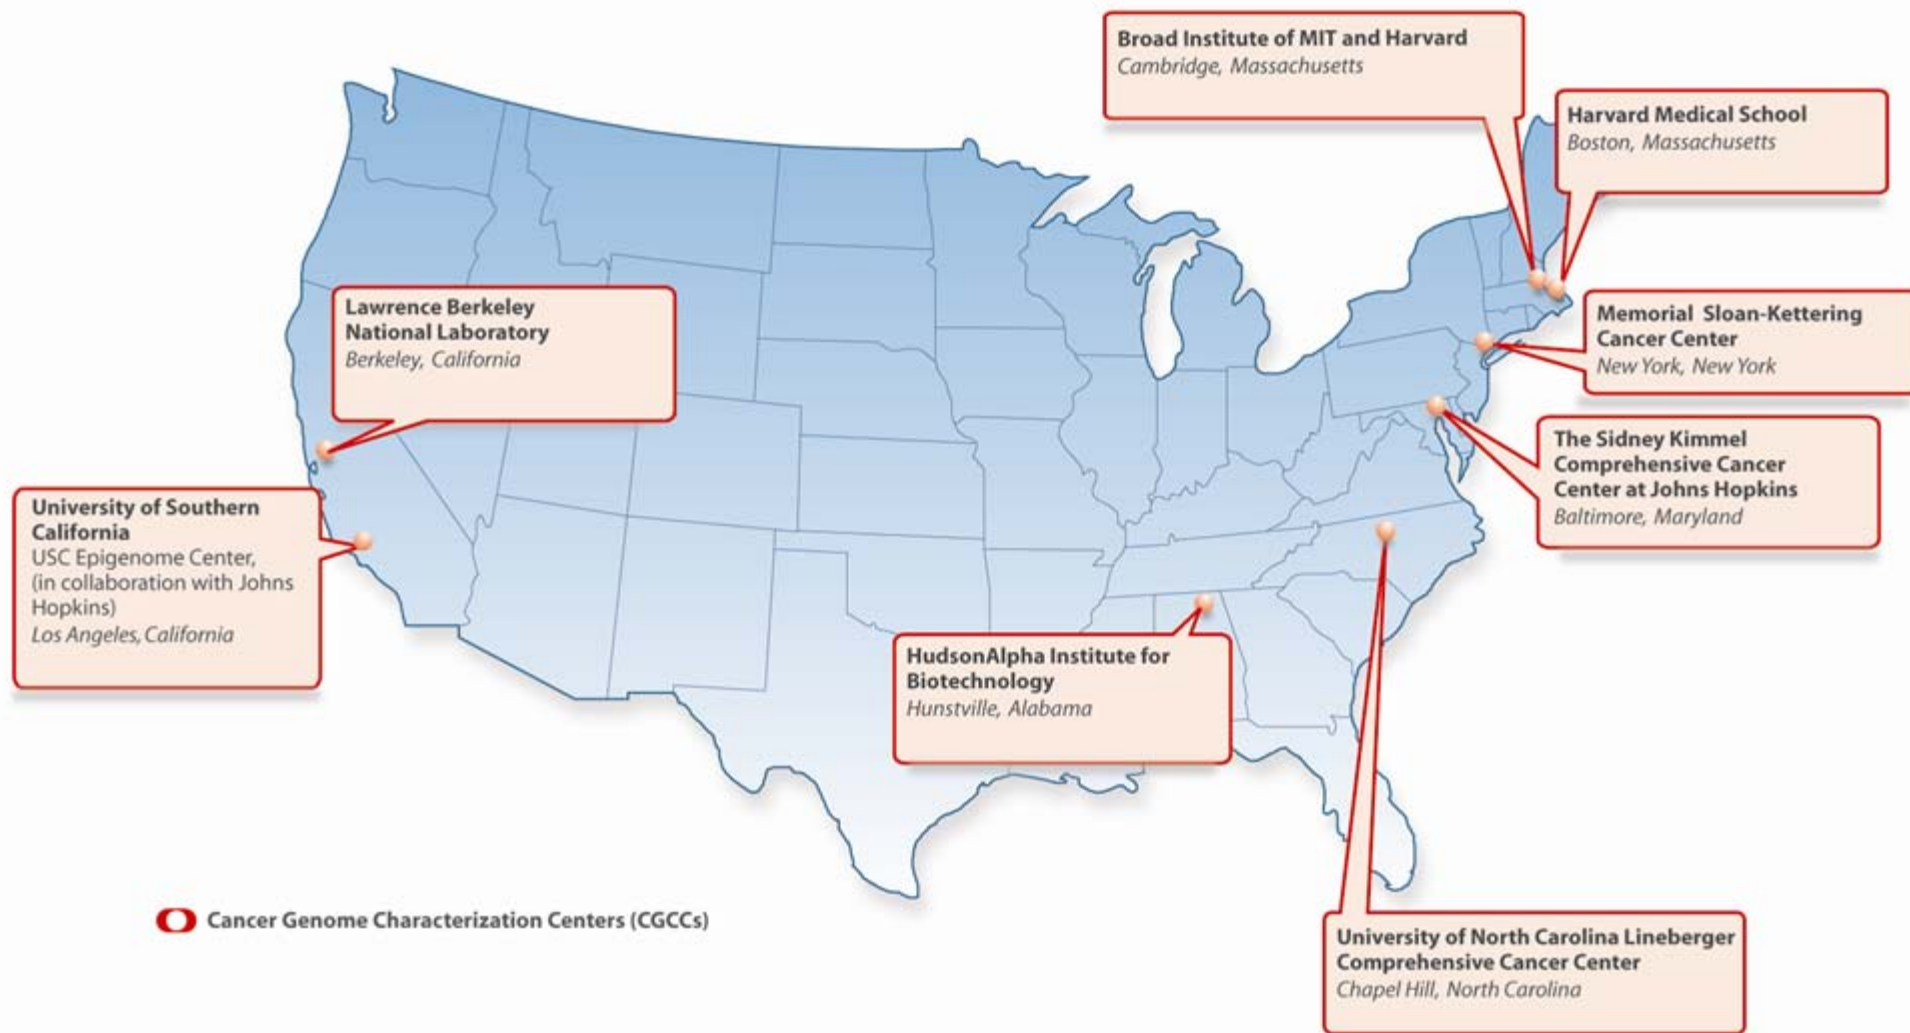 Broad Institute of MIT and Harvard
Cambridge, Massachusetts
Harvard Medical School
Boston, Massachusetts
Lawrence Berkeley
National Laboratory
Berkeley, California
Memorial Sloan-Kettering
Cancer Center
New York, New York
The Sidney Kimmel
Comprehensive Cancer
Center at Johns Hopkins
Baltimore, Maryland
University of Southern
California
USC Epigenome Center,
(in collaboration with Johns
Hopkins)
Los Angeles, California
HudsonAlpha Institute for
Biotechnology
Hunstville, Alabama
Cancer Genome Characterization Centers (CGCCs)
University of North Carolina Lineberger
Comprehensive Cancer Center
Chapel Hill, North Carolina